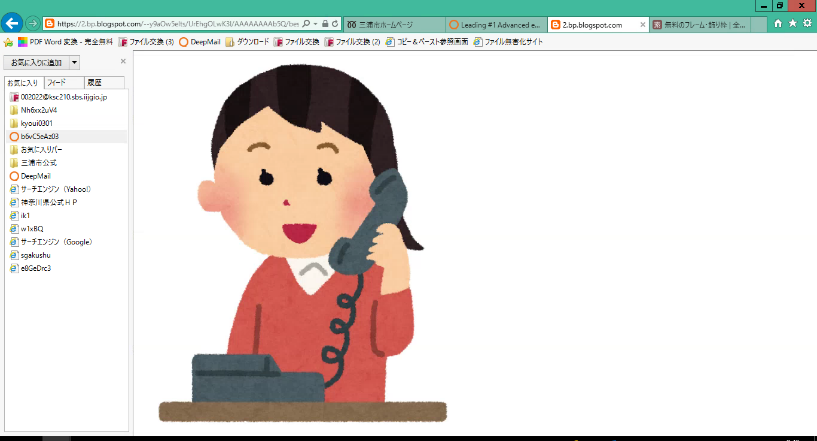 https://2.bp.blogspot.com/--y9aOw5eits/UrEhgOLwK3I/AAAAAAAAb5Q/be
三浦市ホームページ
Leading #1 Advanced e...
2.bp.blogspot.com
無料のフレーム・飾り枠 | 全...
PDF Word 変換 - 完全無料
ファイル交換 (3)
DeepMail
ダウンロード
ファイル交換
ファイル交換 (2)
コピー＆ペースト参照画面
ファイル無害化サイト
お気に入りに追加
お気に入り
フィード
履歴
002022@ksc210.sbs.iijgio.jp
Nh6xx2uV4
kyoui0301
b6vC5eAz03
お気に入りバー
三浦市公式
DeepMail
サーチエンジン（Yahoo!）
神奈川県公式ＨＰ
ik1
w1xBQ
サーチエンジン（Google）
sgakushu
e8GeDrc3